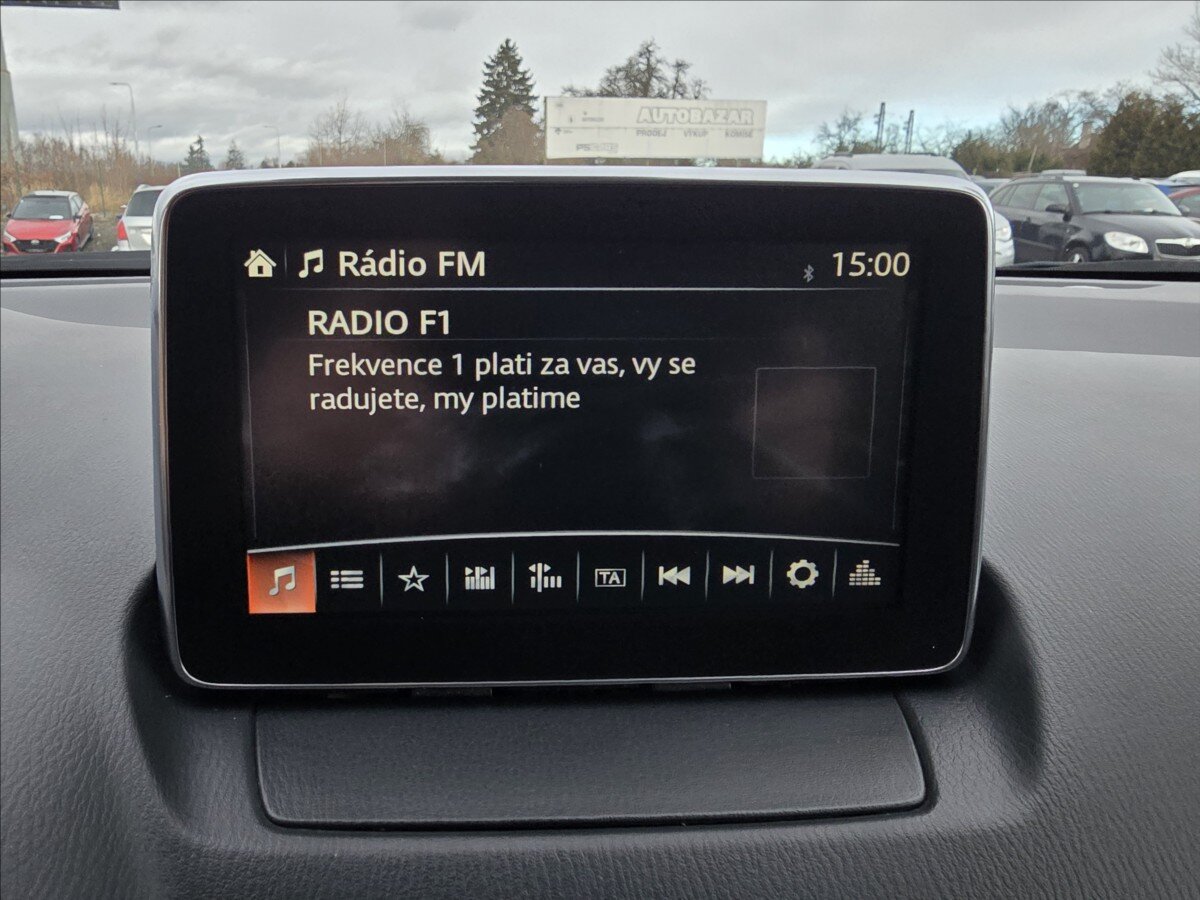 AUTOBAZAR
PRODEJ VÝKUP KOMISE
Rádio FM
15:00
RADIO F1
Frekvence 1 plati za vas, vy se
radujete, my platime
TA